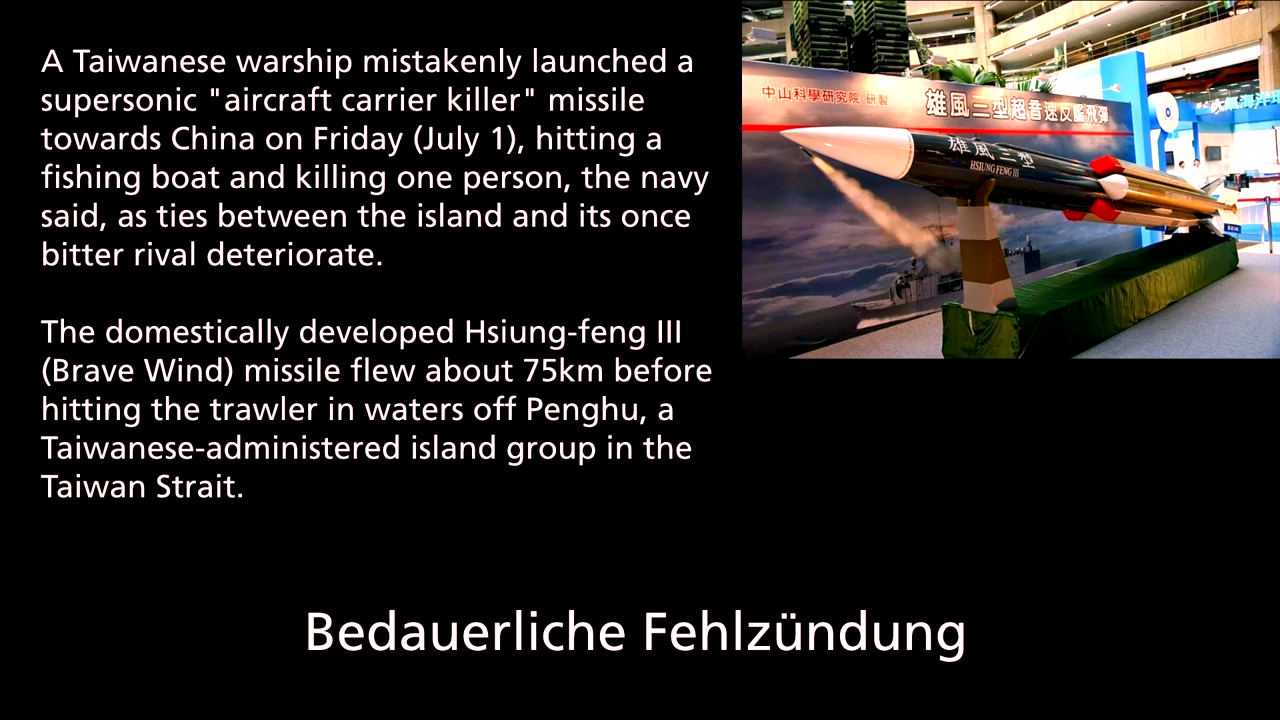 A Taiwanese warship mistakenly launched a
supersonic "aircraft carrier killer" missile
towards China on Friday (July 1), hitting a
fishing boat and killing one person, the navy
said, as ties between the island and its once
bitter rival deteriorate.
The domestically developed Hsiung-feng III
(Brave Wind) missile flew about 75km before
hitting the trawler in waters off Penghu, a
Taiwanese-administered island group in the
Taiwan Strait.
中山科學研究院 研製
雄風三型超音速反艦飛彈
雄風三型
HSIUNG FENG III
Bedauerliche Fehlzündung